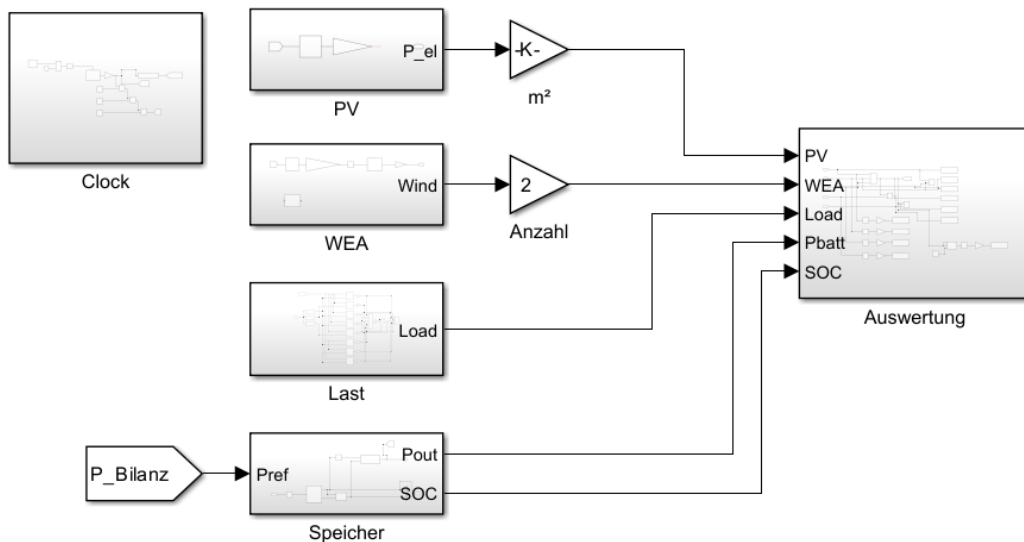 Clock
P_el
PV
-K-
m²
Wind
WEA
2
Anzahl
Load
Last
P_Bilanz
Pref
Pout
SOC
Speicher
PV
WEA
Load
Pbatt
SOC
Auswertung